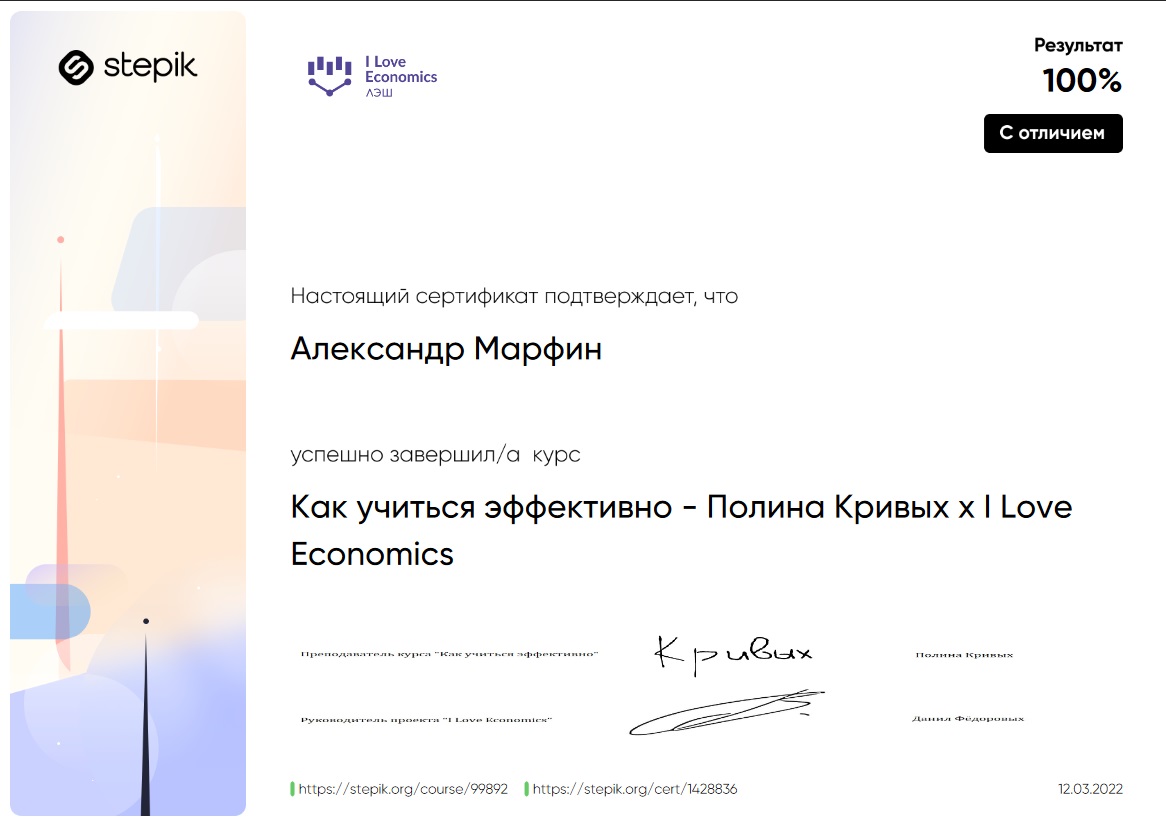 stepik
I Love
Economics
ЛЭШ
Результат
100%
С отличием
Настоящий сертификат подтверждает, что
Александр Марфин
успешно завершил/а курс
Как учиться эффективно - Полина Кривых x I Love
Economics
Преподаватель курса "Как учиться эффективно"
Кривых
Полина Кривых
Руководитель проекта "I Love Economics"
Данил Фёдоровых
https://stepik.org/course/99892
https://stepik.org/cert/1428836
12.03.2022